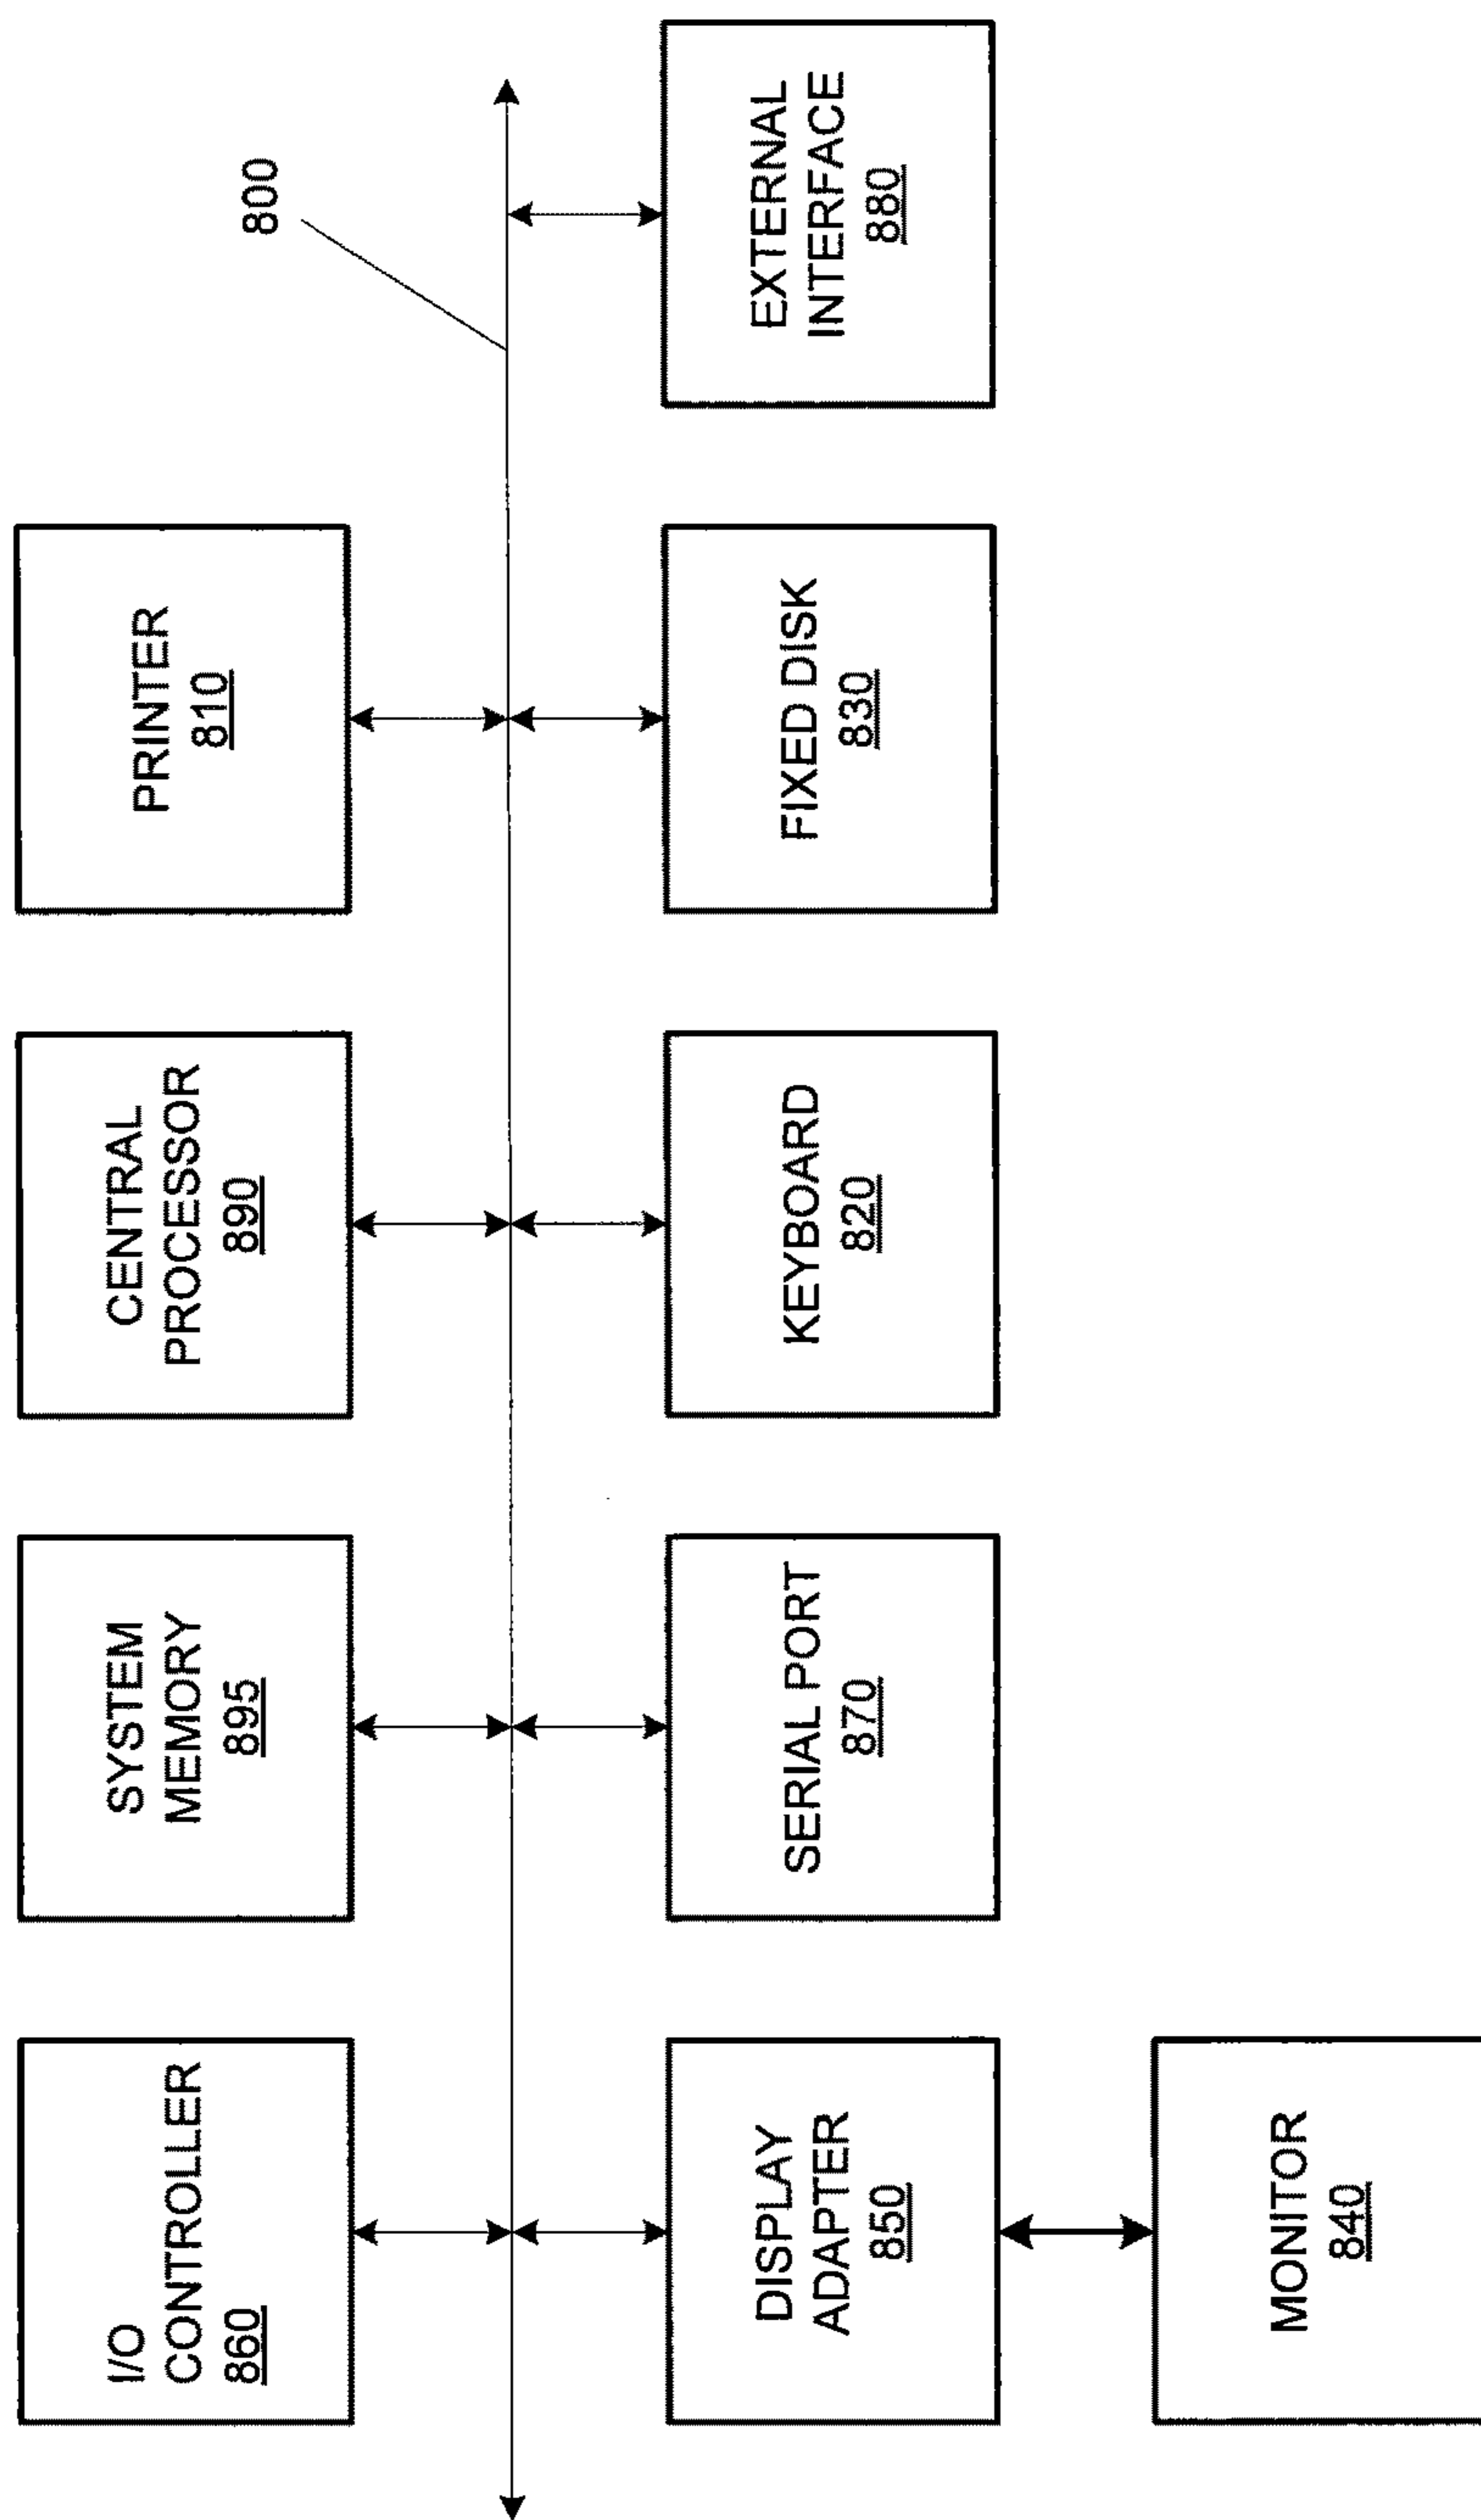 800
I/O
CONTROLLER
860
SYSTEM
MEMORY
895
CENTRAL
PROCESSOR
890
PRINTER
810
DISPLAY
ADAPTER
850
SERIAL PORT
870
KEYBOARD
820
FIXED DISK
830
EXTERNAL
INTERFACE
880
MONITOR
840